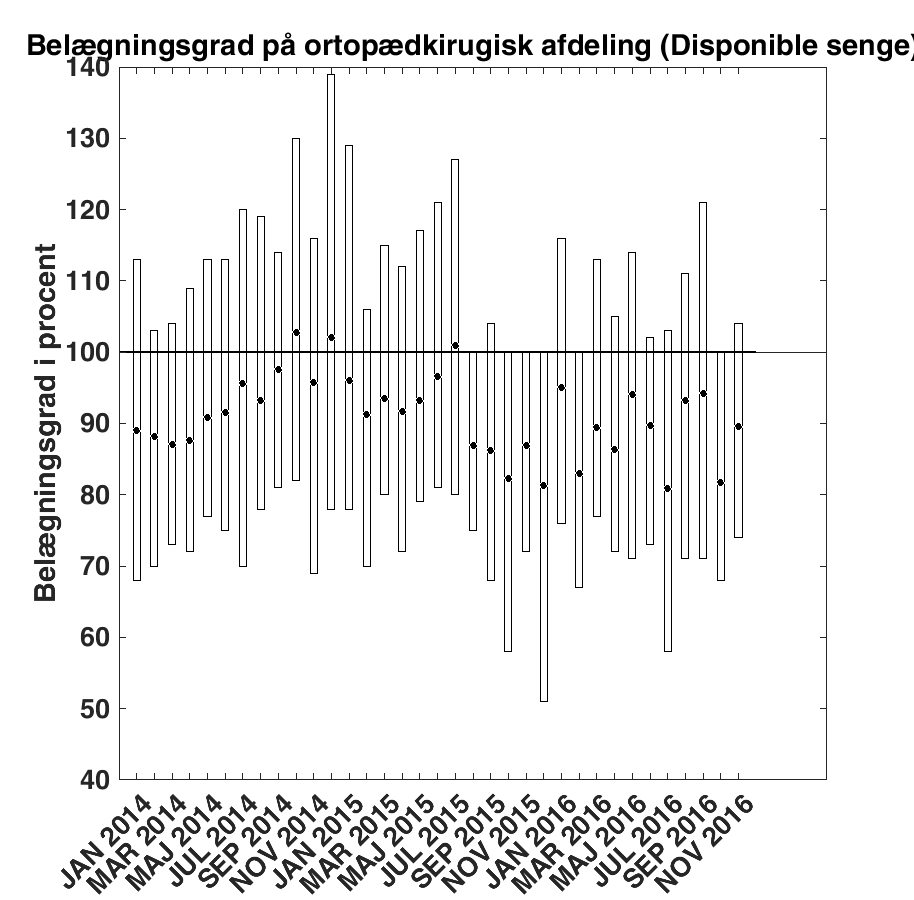 Belægningsgrad på ortopædkirugisk afdeling (Disponible senge)
Belægningsgrad i procent
140
130
120
110
100
90
80
70
60
50
40
JAN 2014
MAR 2014
MAJ 2014
JUL 2014
SEP 2014
NOV 2014
JAN 2015
MAR 2015
MAJ 2015
JUL 2015
SEP 2015
NOV 2015
JAN 2016
MAR 2016
MAJ 2016
JUL 2016
SEP 2016
NOV 2016